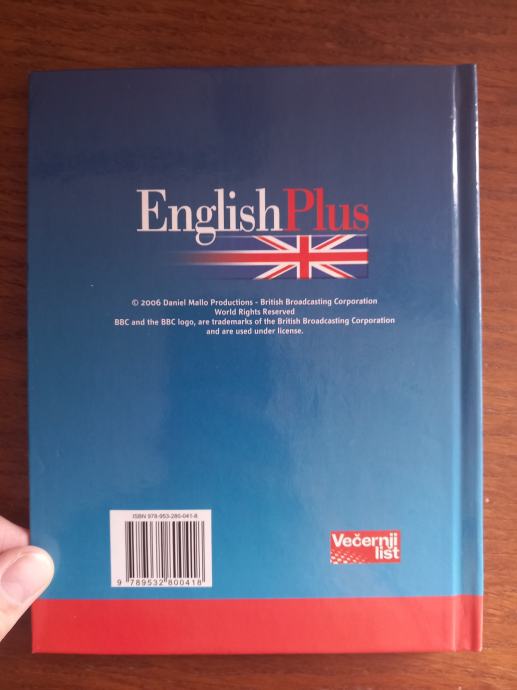 EnglishPlus
© 2006 Daniel Mallo Productions - British Broadcasting Corporation
World Rights Reserved
BBC and the BBC logo, are trademarks of the British Broadcasting Corporation
and are used under license.
ISBN 978-953-280-041-8
9 789532 800418
Večernji
list